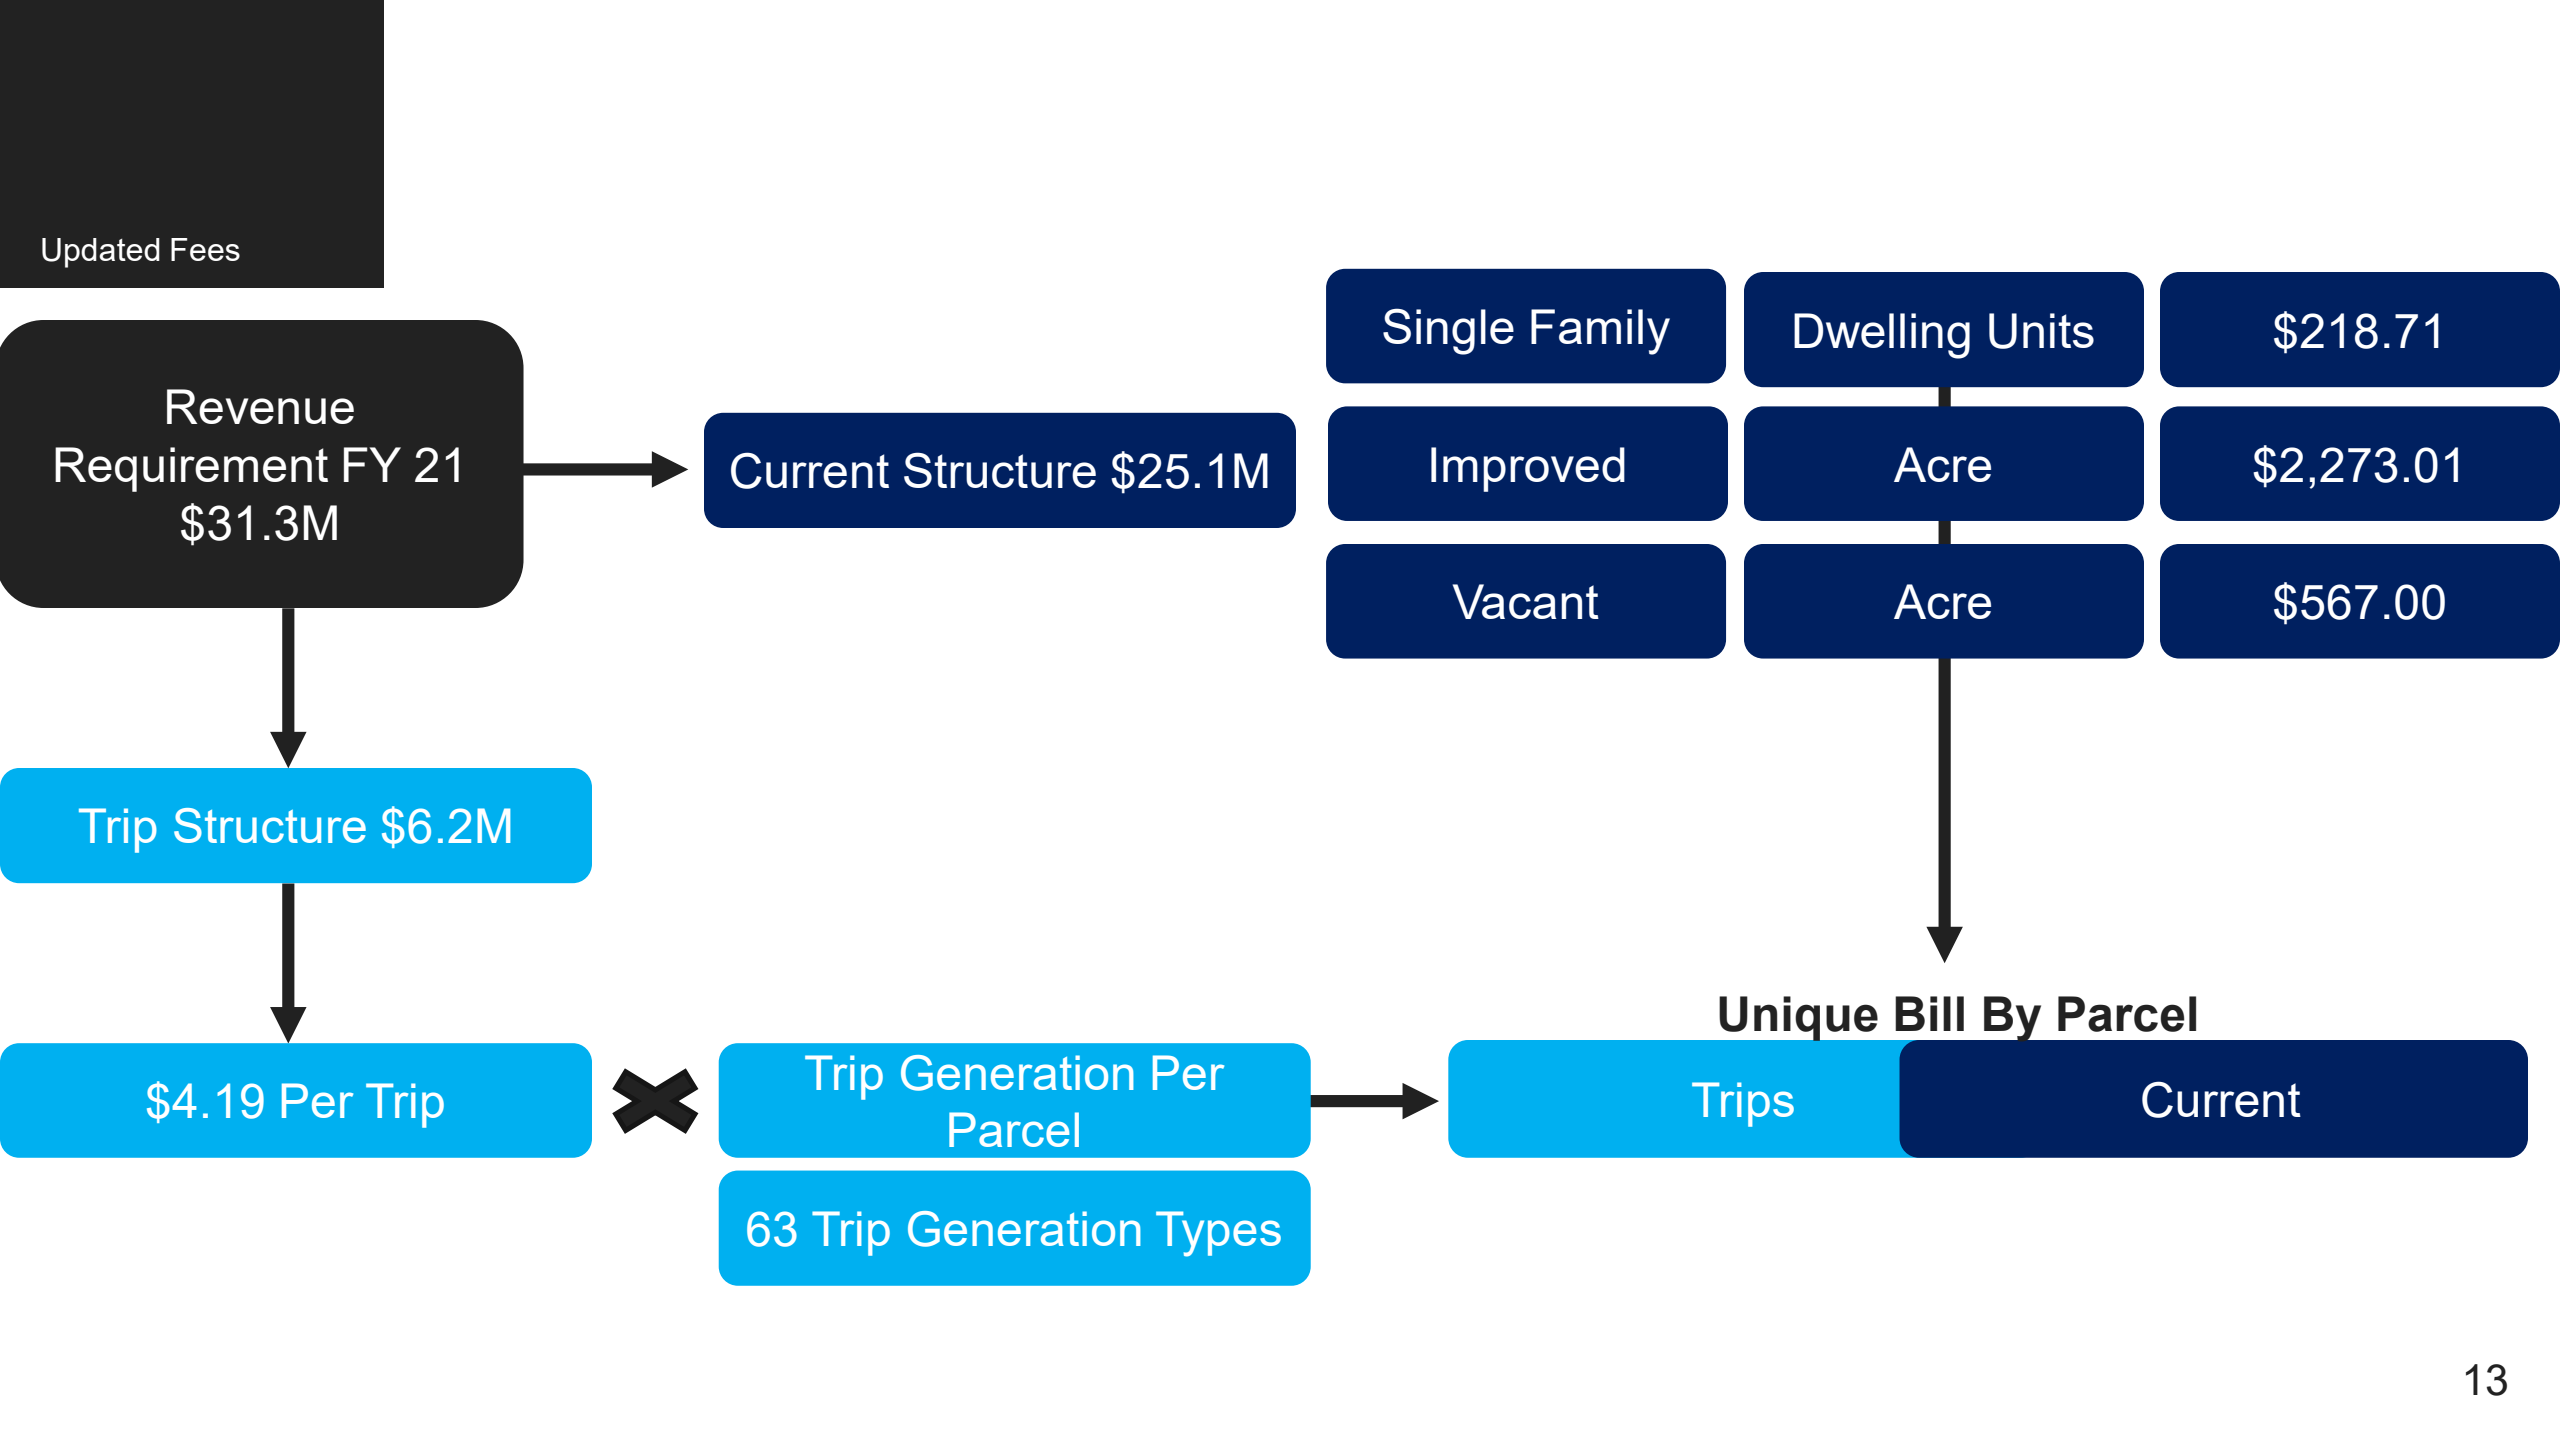 Updated Fees
Revenue
Requirement FY 21
$31.3M
Current Structure $25.1M
Single Family
Dwelling Units
$218.71
Improved
Acre
$2,273.01
Vacant
Acre
$567.00
Trip Structure $6.2M
$4.19 Per Trip
Trip Generation Per
Parcel
63 Trip Generation Types
Unique Bill By Parcel
Trips
Current
13